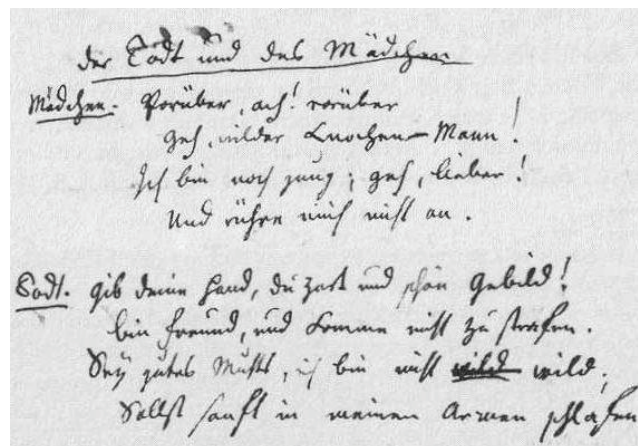 Der Todt und das Mädchen
Mädchen. Vorüber, ach! vorüber
geh, wilder Knochen-Mann!
Ich bin noch jung; geh, lieber!
Und rühre mich nicht an.
Todt. Gib deine Hand, du zart und schön Gebild!
bin Freund, und komme nicht zu strafen.
Sey gutes Muths, ich bin nicht wild wild,
Sollst sanft in meinen Armen schlafen